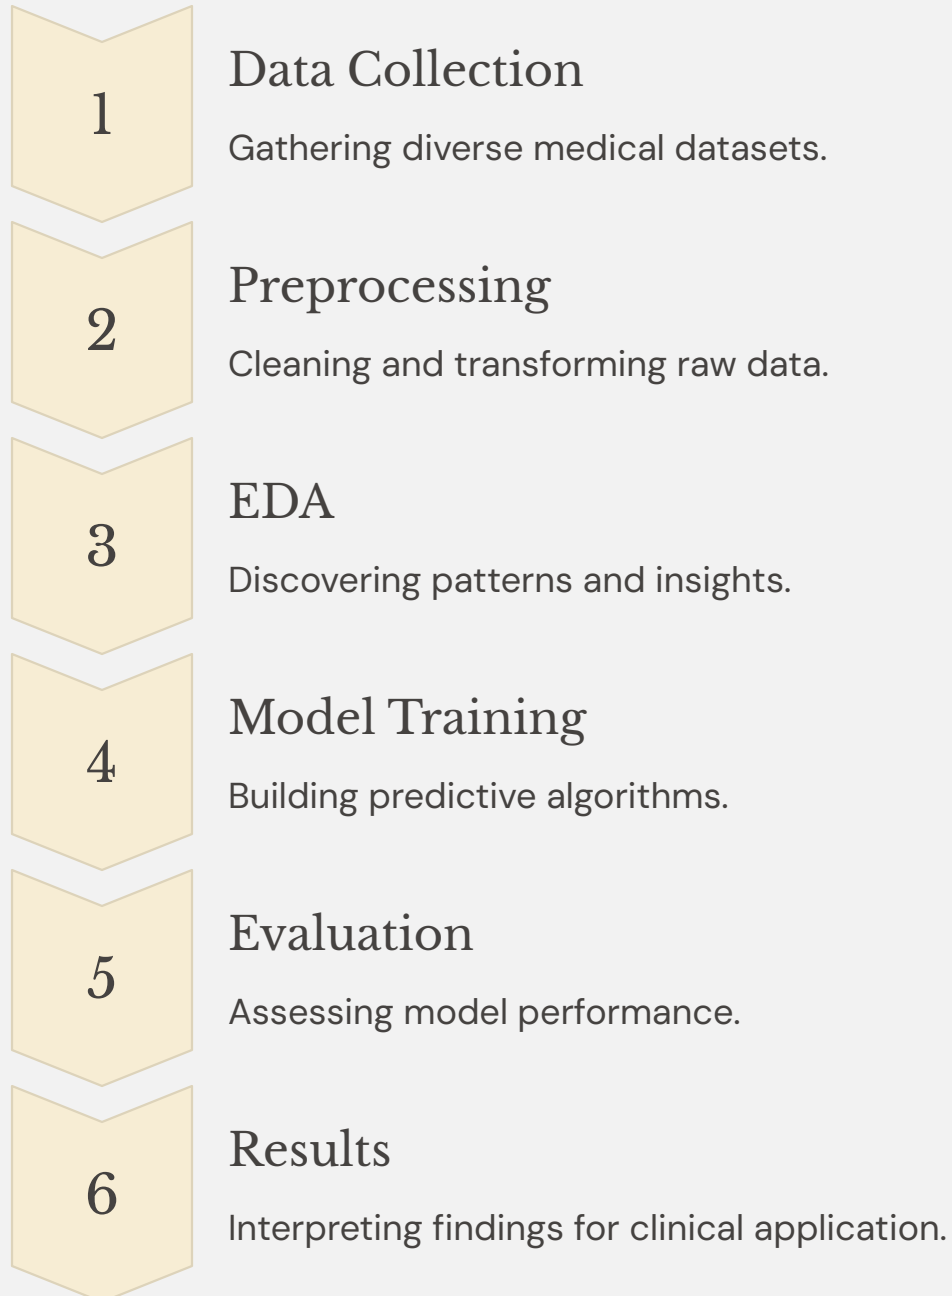 1
Data Collection
Gathering diverse medical datasets.
2
Preprocessing
Cleaning and transforming raw data.
3
EDA
Discovering patterns and insights.
4
Model Training
Building predictive algorithms.
5
Evaluation
Assessing model performance.
6
Results
Interpreting findings for clinical application.